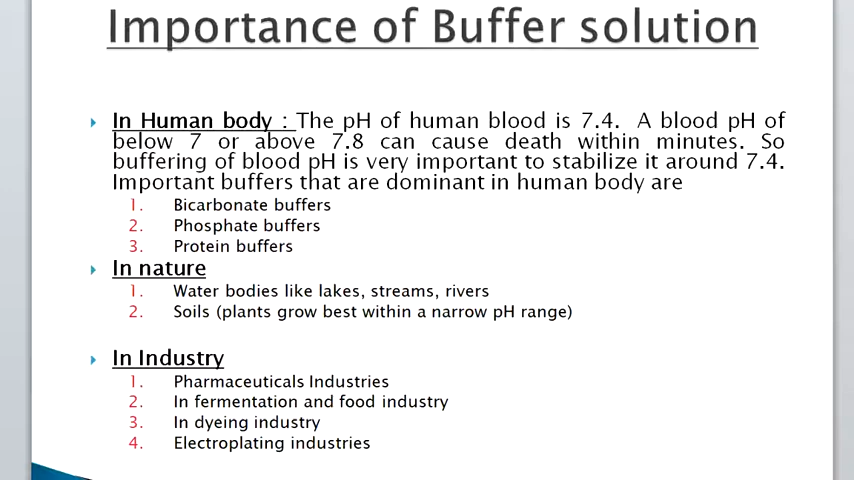 Importance of Buffer solution
In Human body : The pH of human blood is 7.4. A blood pH of
below 7 or above 7.8 can cause death within minutes. So
buffering of blood pH is very important to stabilize it around 7.4.
Important buffers that are dominant in human body are
1. Bicarbonate buffers
2. Phosphate buffers
3. Protein buffers
In nature
1. Water bodies like lakes, streams, rivers
2. Soils (plants grow best within a narrow pH range)
In Industry
1. Pharmaceuticals Industries
2. In fermentation and food industry
3. In dyeing industry
4. Electroplating industries